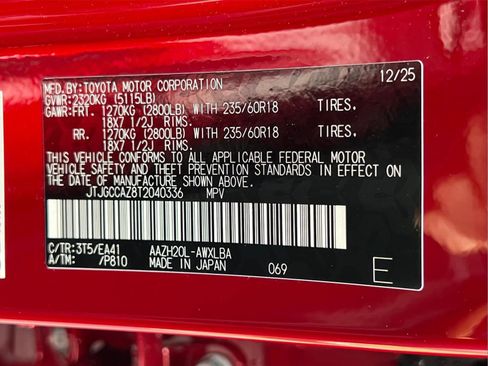 MFD.BY:TOYOTA MOTOR CORPORATION 12/25
GVWR:2320KG (5115LB)
GAWR:FRT. 1270KG (2800LB) WITH 235/60R18 TIRES.
18X7 1/2J RIMS.
RR. 1270KG (2800LB) WITH 235/60R18 TIRES.
18X7 1/2J RIMS.
THIS VEHICLE CONFORMS TO ALL APPLICABLE FEDERAL MOTOR
VEHICLE SAFETY AND THEFT PREVENTION STANDARDS IN EFFECT ON
THE DATE OF MANUFACTURE SHOWN ABOVE.
JTJGCCAZ8T2040336 MPV
C/TR:3T5/EA41 AAZH20L-AWXLBA
A/TM: /P810 MADE IN JAPAN 069 E